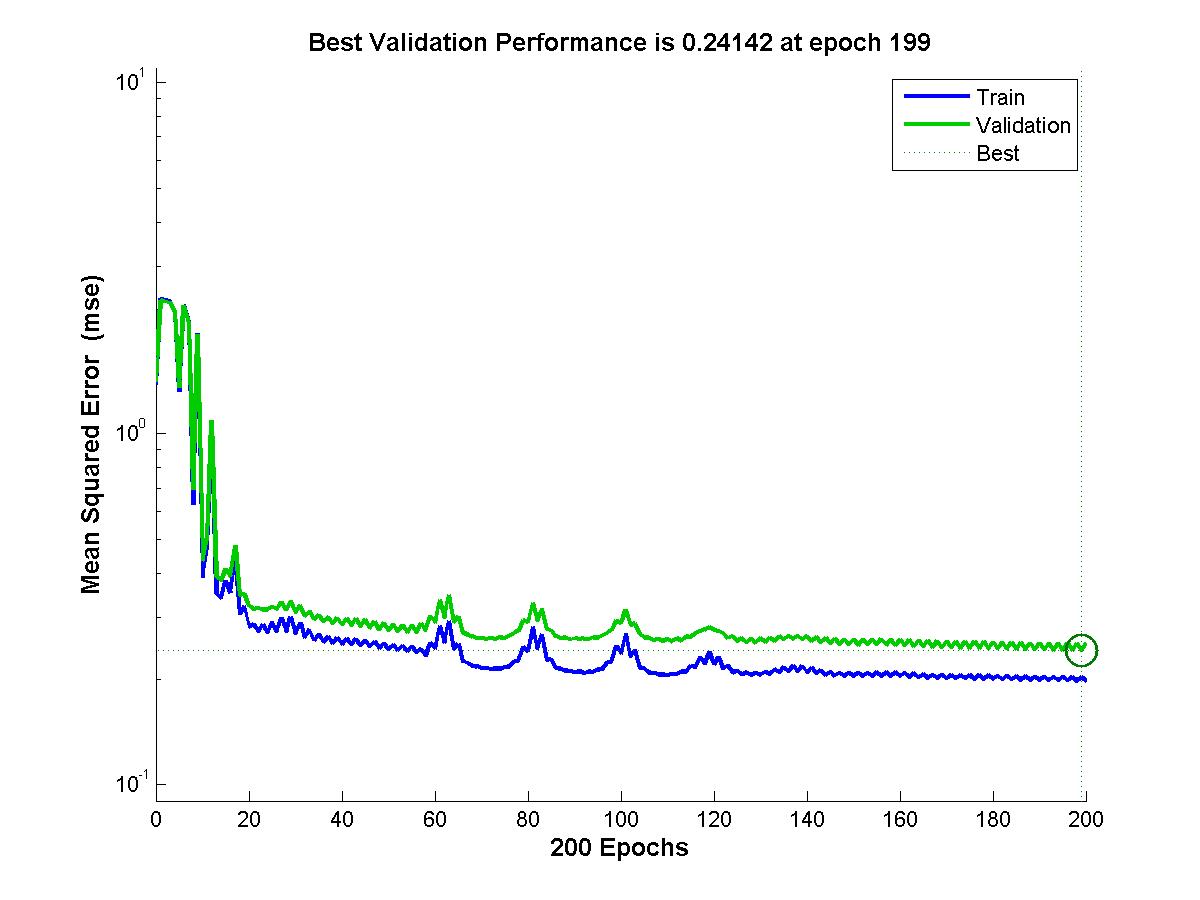 Best Validation Performance is 0.24142 at epoch 199
Train
Validation
Best
Mean Squared Error  (mse)
10^1
10^0
10^-1
0 20 40 60 80 100 120 140 160 180 200
200 Epochs